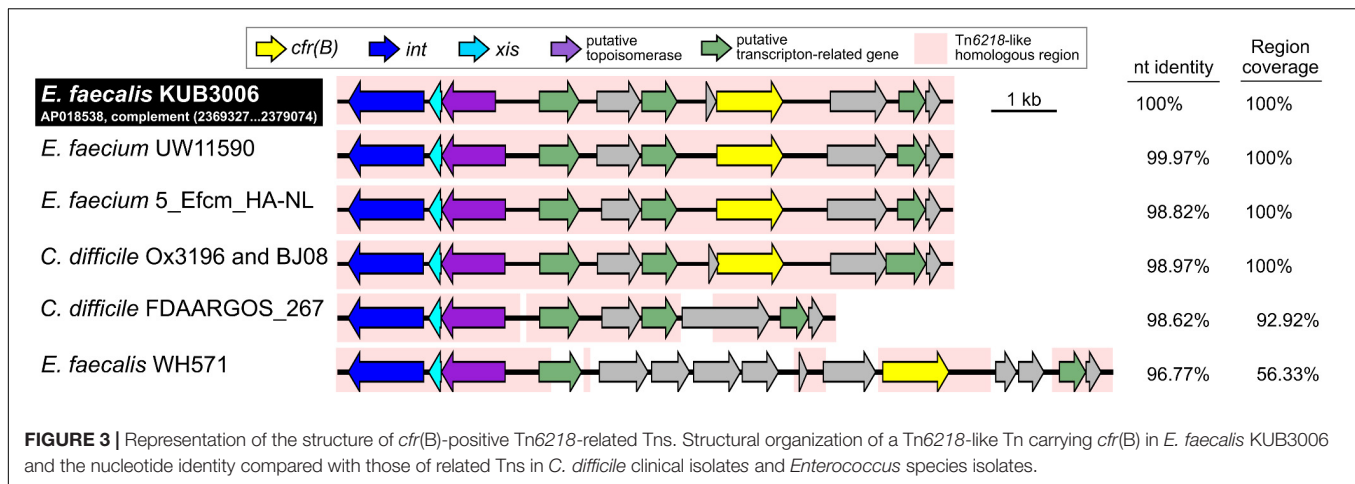 cfr(B) int xis putative topoisomerase putative transcripton-related gene Tn6218-like homologous region
nt identity Region coverage
E. faecalis KUB3006 1 kb 100% 100%
AP018538, complement (2369327...2379074)
E. faecium UW11590 99.97% 100%
E. faecium 5_Efcm_HA-NL 98.82% 100%
C. difficile Ox3196 and BJ08 98.97% 100%
C. difficile FDAARGOS_267 98.62% 92.92%
E. faecalis WH571 96.77% 56.33%
FIGURE 3 | Representation of the structure of cfr(B)-positive Tn6218-related Tns. Structural organization of a Tn6218-like Tn carrying cfr(B) in E. faecalis KUB3006
and the nucleotide identity compared with those of related Tns in C. difficile clinical isolates and Enterococcus species isolates.